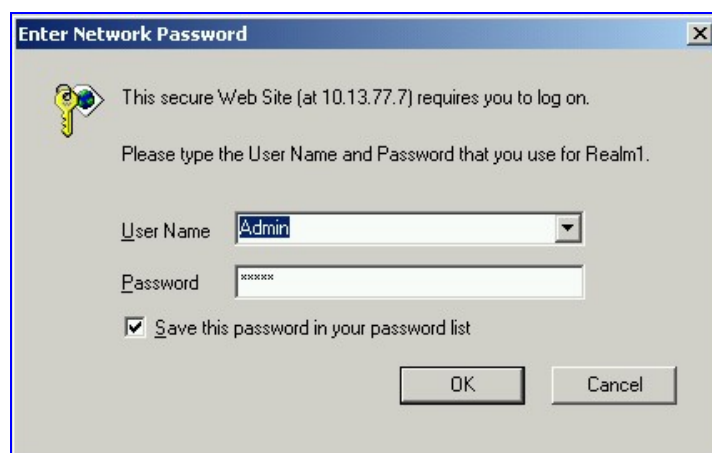 Enter Network Password
This secure Web Site (at 10.13.77.7) requires you to log on.
Please type the User Name and Password that you use for Realm1.
User Name Admin
Password *****
Save this password in your password list
OK Cancel